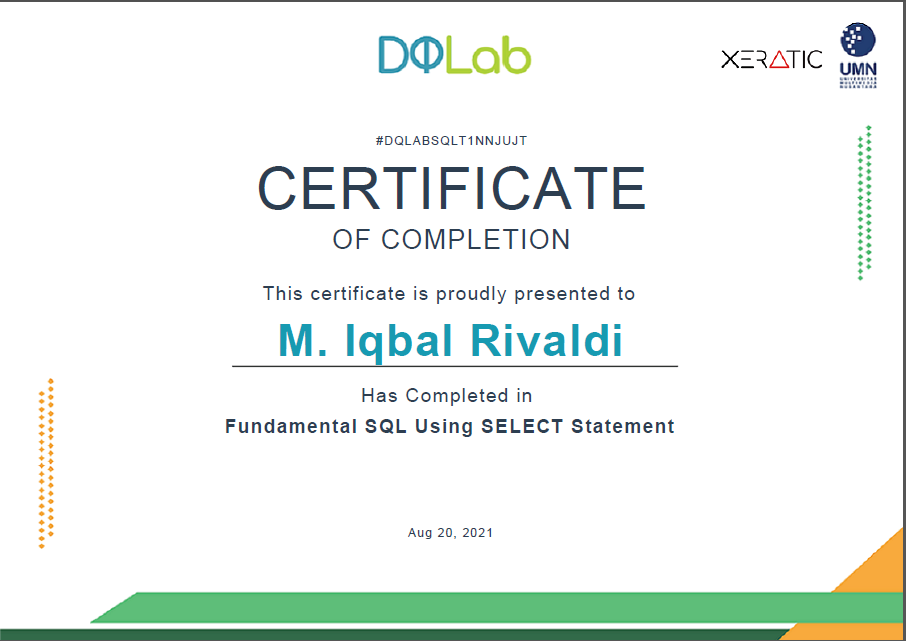 DQLab
XERATIC
UMN
UNIVERSITAS
MULTIMEDIA
NUSANTARA
#DQLABSQLT1NNJUJT
CERTIFICATE
OF COMPLETION
This certificate is proudly presented to
M. Iqbal Rivaldi
Has Completed in
Fundamental SQL Using SELECT Statement
Aug 20, 2021